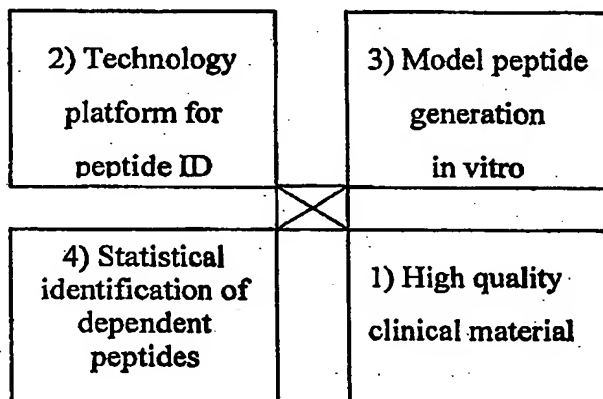 2) Technology
platform for
peptide ID
3) Model peptide
generation
in vitro
4) Statistical
identification of
dependent
peptides
1) High quality
clinical material